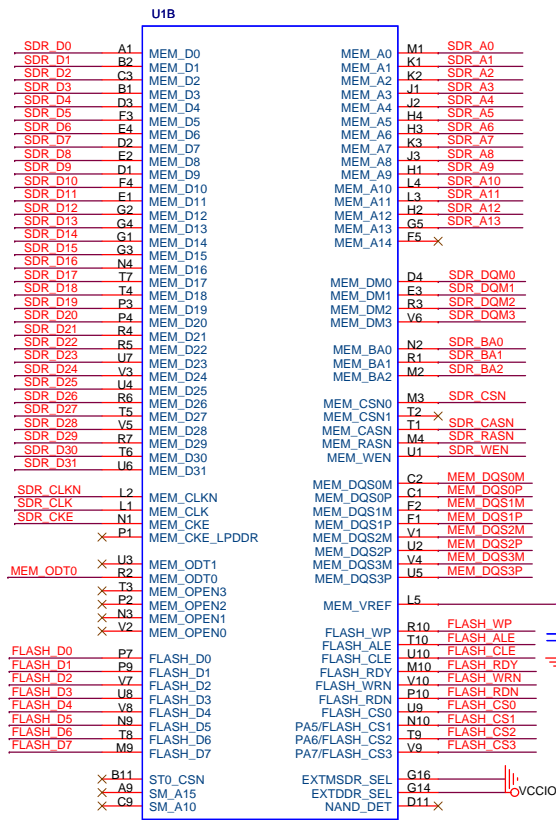 U1B
SDR_D0 A1 MEM_D0 MEM_A0 M1 SDR_A0
SDR_D1 B2 MEM_D1 MEM_A1 K1 SDR_A1
SDR_D2 C3 MEM_D2 MEM_A2 K2 SDR_A2
SDR_D3 B1 MEM_D3 MEM_A3 J1 SDR_A3
SDR_D4 D3 MEM_D4 MEM_A4 J2 SDR_A4
SDR_D5 F3 MEM_D5 MEM_A5 H4 SDR_A5
SDR_D6 E4 MEM_D6 MEM_A6 H3 SDR_A6
SDR_D7 D2 MEM_D7 MEM_A7 K3 SDR_A7
SDR_D8 E2 MEM_D8 MEM_A8 J3 SDR_A8
SDR_D9 D1 MEM_D9 MEM_A9 H1 SDR_A9
SDR_D10 F4 MEM_D10 MEM_A10 L4 SDR_A10
SDR_D11 E1 MEM_D11 MEM_A11 L3 SDR_A11
SDR_D12 G2 MEM_D12 MEM_A12 H2 SDR_A12
SDR_D13 G4 MEM_D13 MEM_A13 G5 SDR_A13
SDR_D14 G1 MEM_D14 MEM_A14 F5
SDR_D15 G3 MEM_D15
SDR_D16 N4 MEM_D16
SDR_D17 T7 MEM_D17 MEM_DM0 D4 SDR_DQM0
SDR_D18 T4 MEM_D18 MEM_DM1 E3 SDR_DQM1
SDR_D19 P3 MEM_D19 MEM_DM2 R3 SDR_DQM2
SDR_D20 P4 MEM_D20 MEM_DM3 V6 SDR_DQM3
SDR_D21 R4 MEM_D21
SDR_D22 R5 MEM_D22 MEM_BA0 N2 SDR_BA0
SDR_D23 U7 MEM_D23 MEM_BA1 R1 SDR_BA1
SDR_D24 V3 MEM_D24 MEM_BA2 M2 SDR_BA2
SDR_D25 U4 MEM_D25
SDR_D26 R6 MEM_D26 MEM_CSN0 M3 SDR_CSN
SDR_D27 T5 MEM_D27 MEM_CSN1 T2
SDR_D28 V5 MEM_D28 MEM_CASN T1 SDR_CASN
SDR_D29 R7 MEM_D29 MEM_RASN M4 SDR_RASN
SDR_D30 T6 MEM_D30 MEM_WEN U1 SDR_WEN
SDR_D31 U6 MEM_D31
MEM_DQS0M C2 MEM_DQS0M
SDR_CLKN L2 MEM_CLKN MEM_DQS0P C1 MEM_DQS0P
SDR_CLK L1 MEM_CLK MEM_DQS1M F2 MEM_DQS1M
SDR_CKE N1 MEM_CKE MEM_DQS1P F1 MEM_DQS1P
P1 MEM_CKE_LPDDR MEM_DQS2M V1 MEM_DQS2M
MEM_DQS2P U2 MEM_DQS2P
U3 MEM_ODT1 MEM_DQS3M V4 MEM_DQS3M
MEM_ODT0 R2 MEM_ODT0 MEM_DQS3P U5 MEM_DQS3P
T3 MEM_OPEN3
P2 MEM_OPEN2 MEM_VREF L5
N3 MEM_OPEN1
V2 MEM_OPEN0 FLASH_WP R10 FLASH_WP
FLASH_ALE T10 FLASH_ALE
FLASH_D0 P7 FLASH_D0 FLASH_CLE U10 FLASH_CLE
FLASH_D1 P9 FLASH_D1 FLASH_RDY M10 FLASH_RDY
FLASH_D2 V7 FLASH_D2 FLASH_WRN V10 FLASH_WRN
FLASH_D3 U8 FLASH_D3 FLASH_RDN P10 FLASH_RDN
FLASH_D4 V8 FLASH_D4 FLASH_CS0 U9 FLASH_CS0
FLASH_D5 N9 FLASH_D5 PA5/FLASH_CS1 N10 FLASH_CS1
FLASH_D6 T8 FLASH_D6 PA6/FLASH_CS2 T9 FLASH_CS2
FLASH_D7 M9 FLASH_D7 PA7/FLASH_CS3 V9 FLASH_CS3
B11 ST0_CSN EXTMSDR_SEL G16
A9 SM_A15 EXTDDR_SEL G14 VCCIO
C9 SM_A10 NAND_DET D11